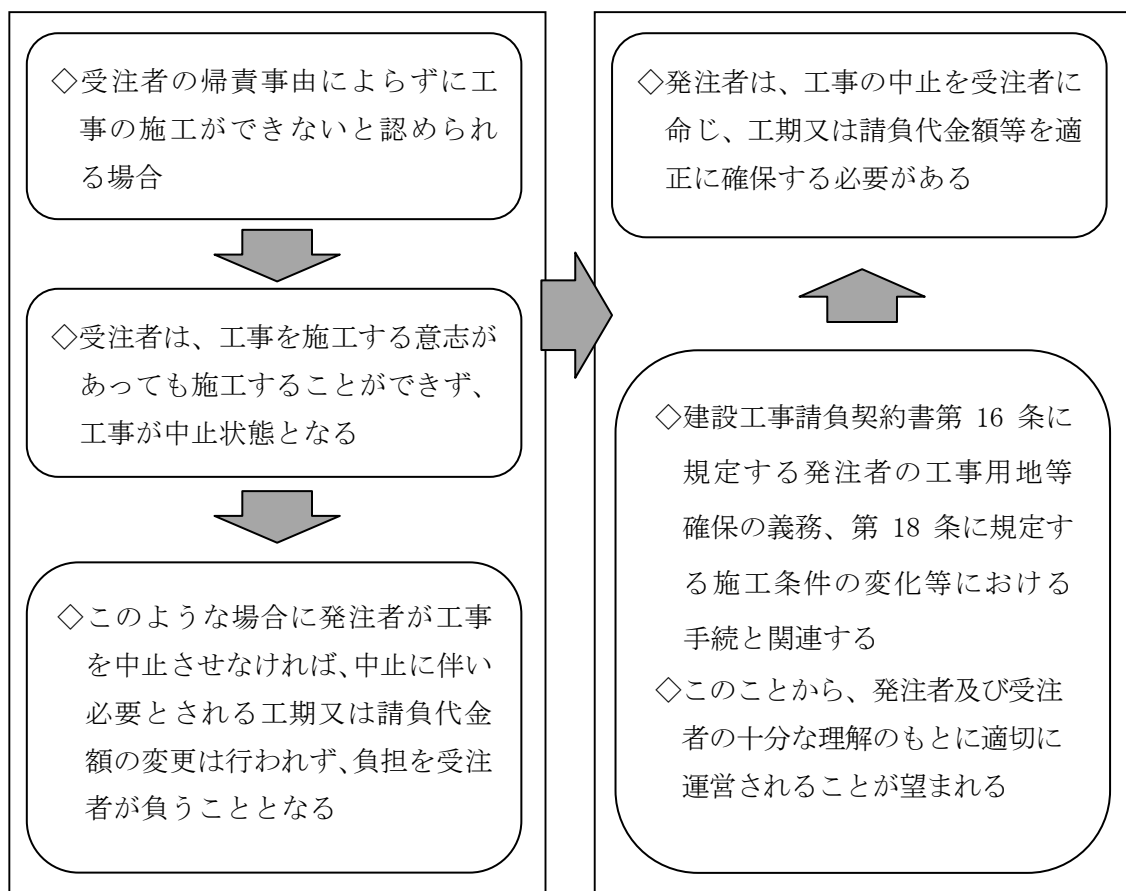 ◇受注者の帰責事由によらずに工
事の施工ができないと認められ
る場合
◇受注者は、工事を施工する意志が
あっても施工することができず、
工事が中止状態となる
◇このような場合に発注者が工事
を中止させなければ、中止に伴い
必要とされる工期又は請負代金
額の変更は行われず、負担を受注
者が負うこととなる
◇発注者は、工事の中止を受注者に
命じ、工期又は請負代金額等を適
正に確保する必要がある
◇建設工事請負契約書第 16 条に
規定する発注者の工事用地等
確保の義務、第 18 条に規定す
る施工条件の変化等における
手続と関連する
◇このことから、発注者及び受注
者の十分な理解のもとに適切に
運営されることが望まれる